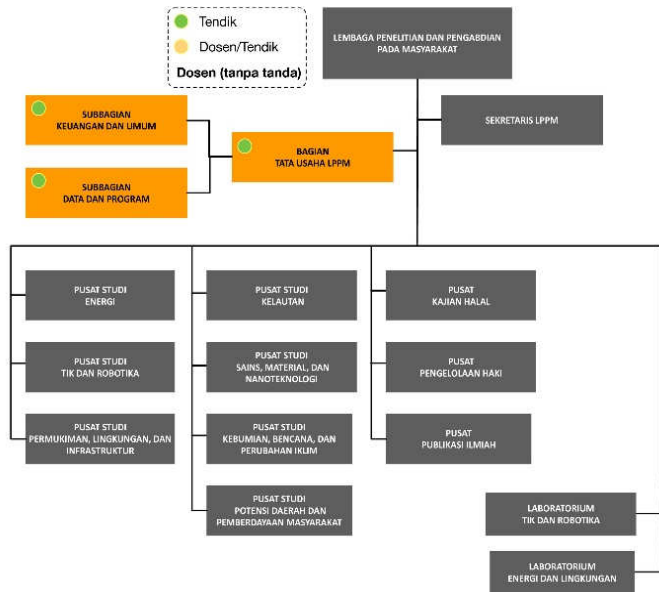 Tendik
Dosen/Tendik
Dosen (tanpa tanda)
LEMBAGA PENELITIAN DAN PENGABDIAN
PADA MASYARAKAT
SUBBAGIAN
KEUANGAN DAN UMUM
SEKRETARIS LPPM
BAGIAN
TATA USAHA LPPM
SUBBAGIAN
DATA DAN PROGRAM
PUSAT STUDI
ENERGI
PUSAT STUDI
KELAUTAN
PUSAT
KAJIAN HALAL
PUSAT STUDI
TIK DAN ROBOTIKA
PUSAT STUDI
SAINS, MATERIAL, DAN
NANOTEKNOLOGI
PUSAT
PENGELOLAAN HAKI
PUSAT STUDI
PERMUKIMAN, LINGKUNGAN, DAN
INFRASTRUKTUR
PUSAT STUDI
KEBUMIAN, BENCANA, DAN
PERUBAHAN IKLIM
PUSAT
PUBLIKASI ILMIAH
PUSAT STUDI
POTENSI DAERAH DAN
PEMBERDAYAAN MASYARAKAT
LABORATORIUM
TIK DAN ROBOTIKA
LABORATORIUM
ENERGI DAN LINGKUNGAN